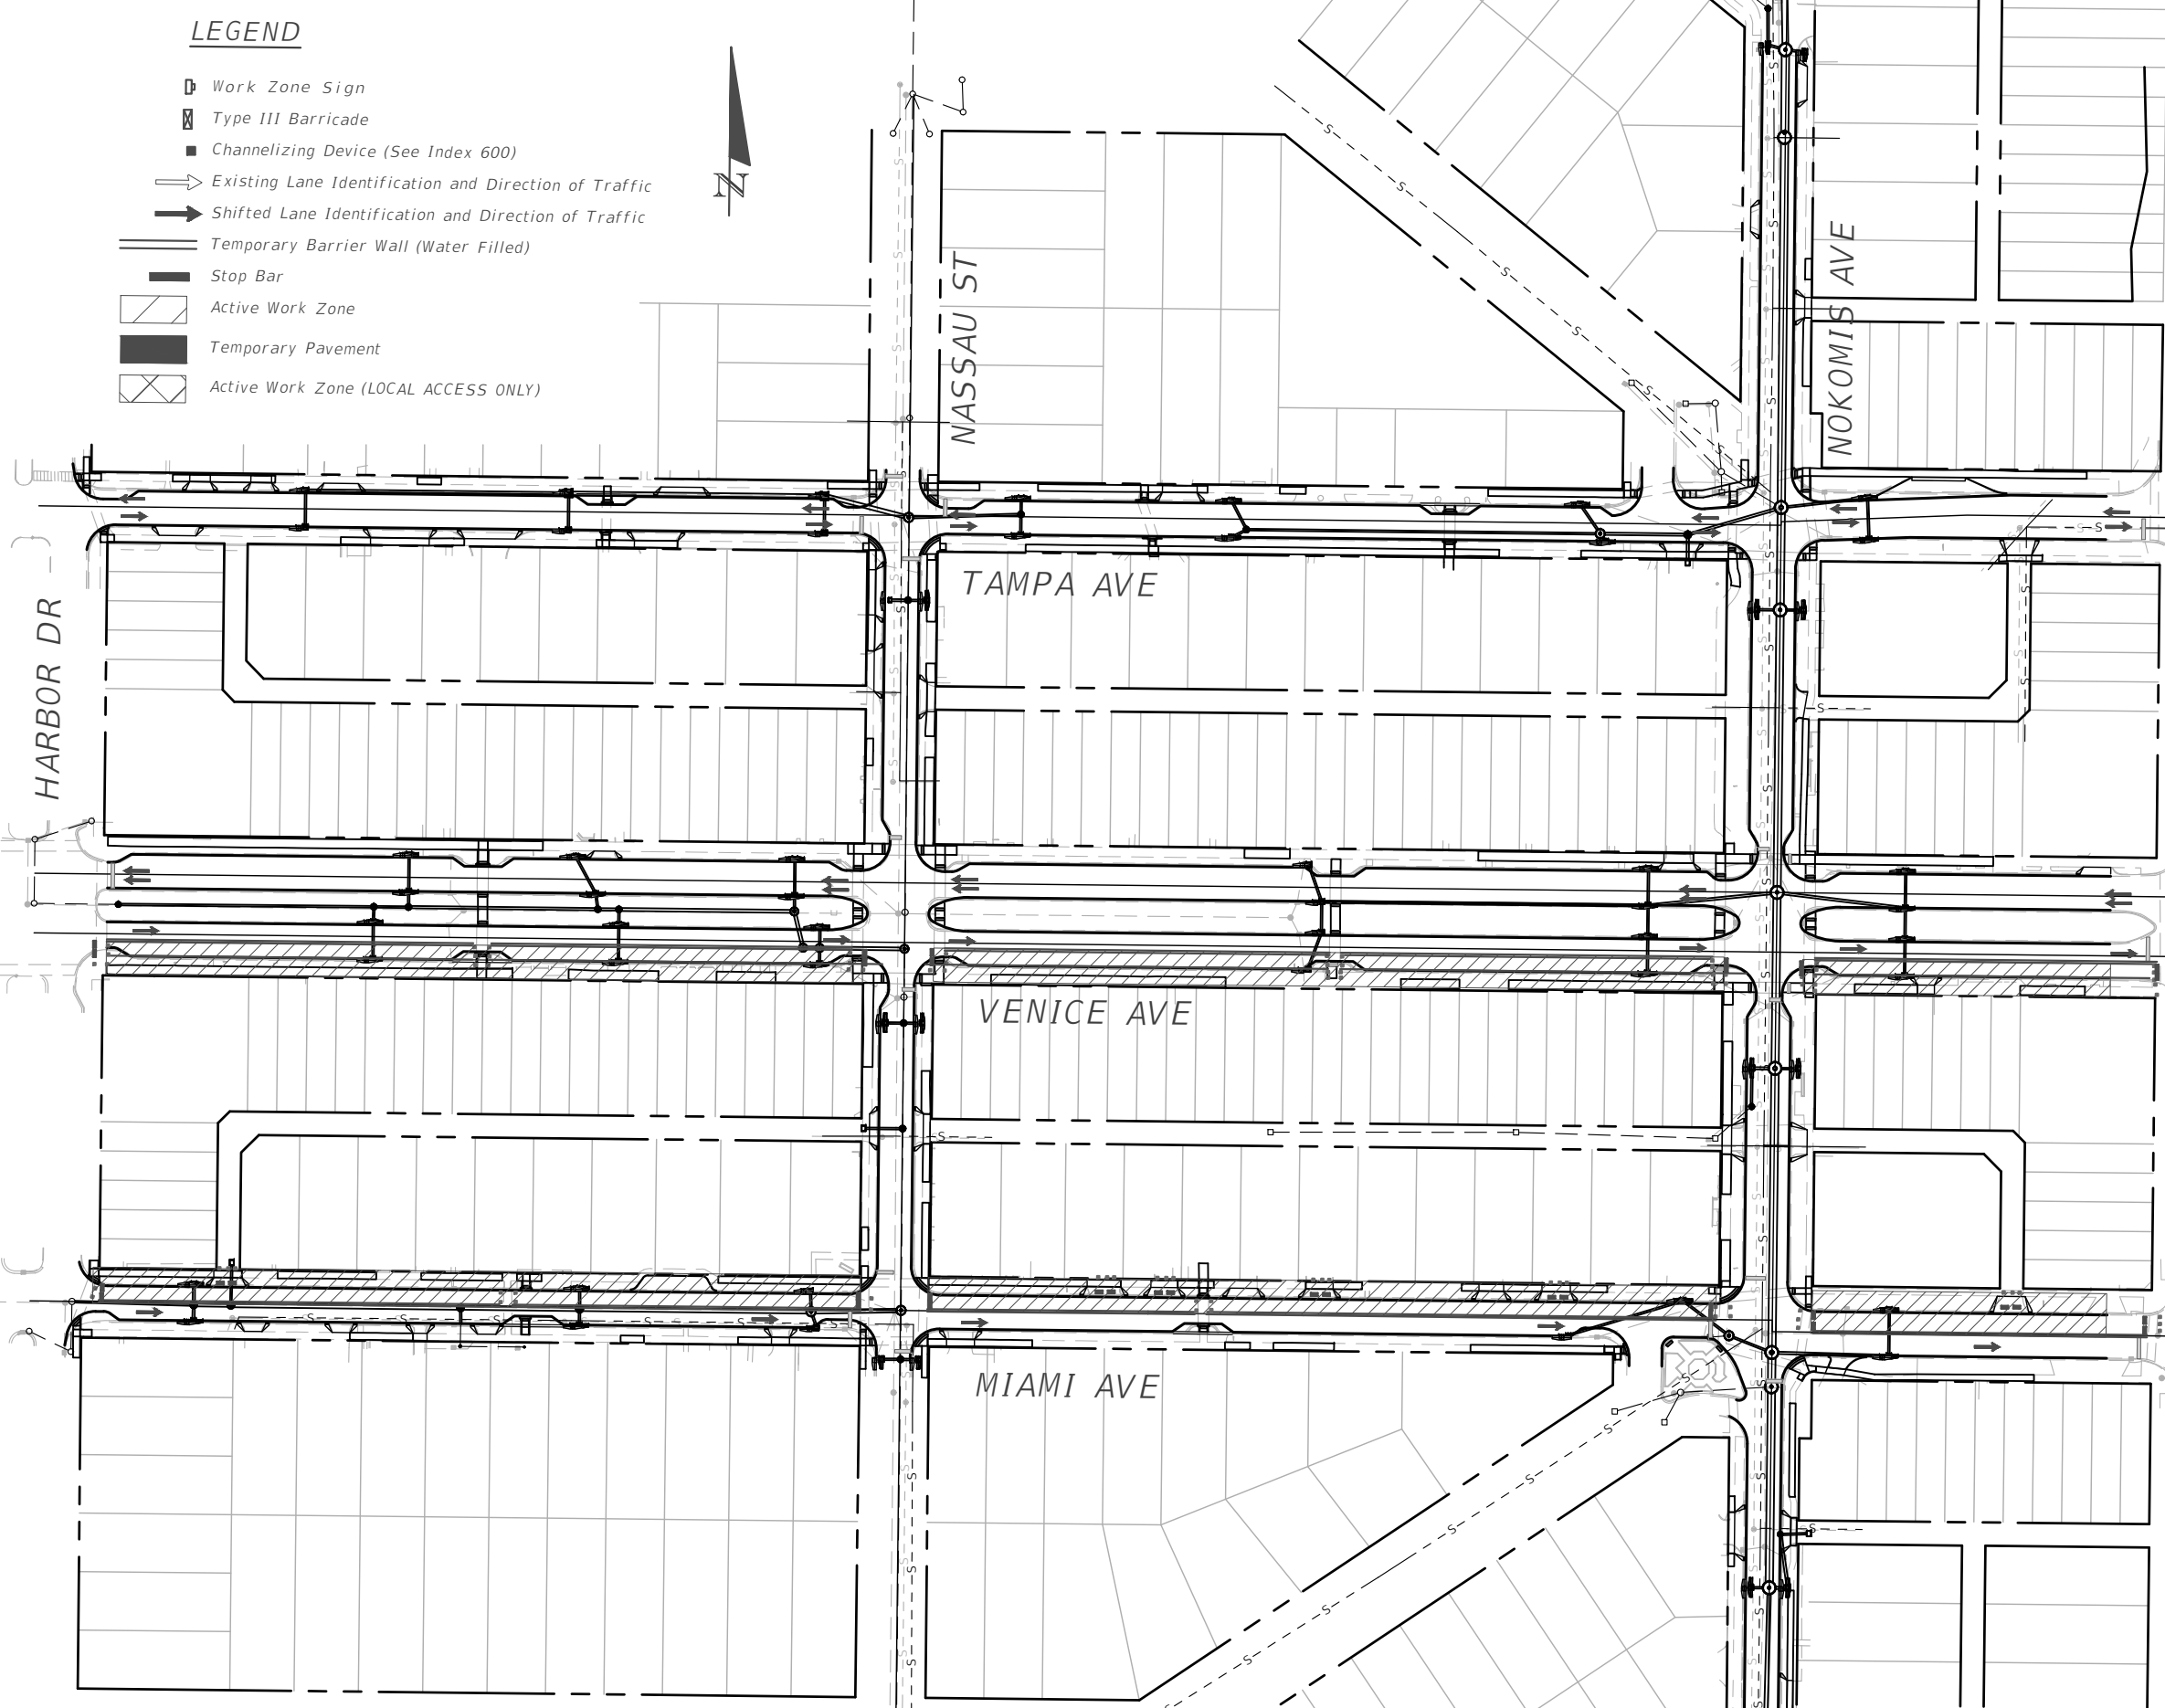 LEGEND
Work Zone Sign
Type III Barricade
Channelizing Device (See Index 600)
Existing Lane Identification and Direction of Traffic
Shifted Lane Identification and Direction of Traffic
Temporary Barrier Wall (Water Filled)
Stop Bar
Active Work Zone
Temporary Pavement
Active Work Zone (LOCAL ACCESS ONLY)
N
NASSAU ST
NOKOMIS AVE
HARBOR DR
TAMPA AVE
VENICE AVE
MIAMI AVE